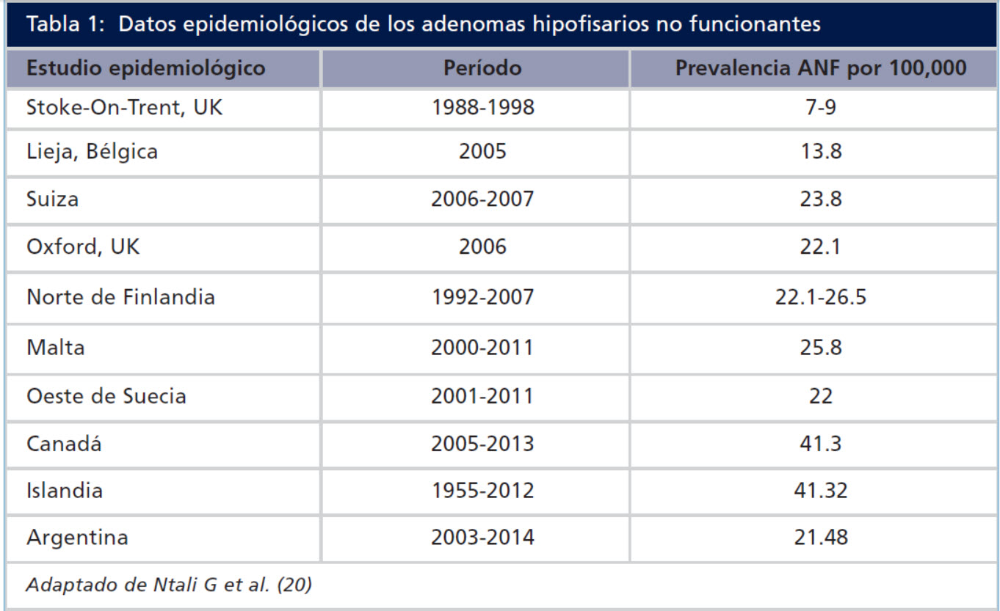 Tabla 1: Datos epidemiológicos de los adenomas hipofisarios no funcionantes
Estudio epidemiológico Período Prevalencia ANF por 100,000
Stoke-On-Trent, UK 1988-1998 7-9
Lieja, Bélgica 2005 13.8
Suiza 2006-2007 23.8
Oxford, UK 2006 22.1
Norte de Finlandia 1992-2007 22.1-26.5
Malta 2000-2011 25.8
Oeste de Suecia 2001-2011 22
Canadá 2005-2013 41.3
Islandia 1955-2012 41.32
Argentina 2003-2014 21.48
Adaptado de Ntali G et al. (20)